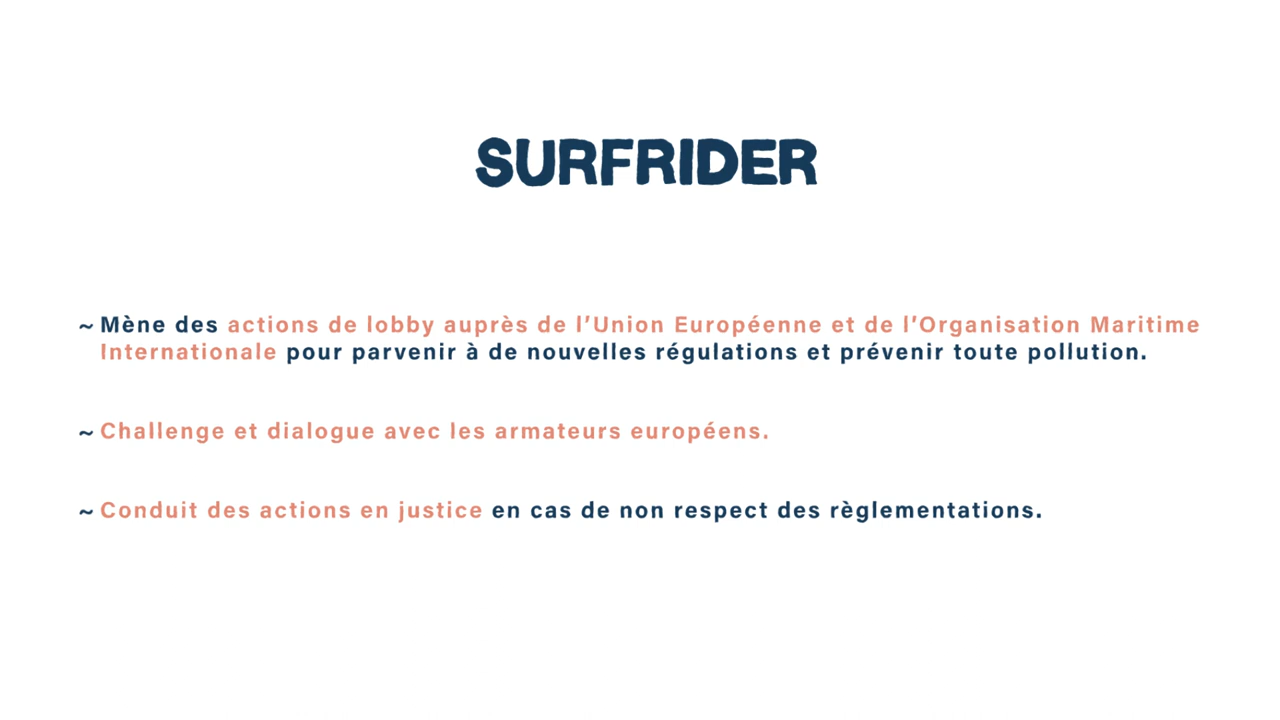 SURFRIDER
~ Mène des actions de lobby auprès de l’Union Européenne et de l’Organisation Maritime
Internationale pour parvenir à de nouvelles régulations et prévenir toute pollution.
~ Challenge et dialogue avec les armateurs européens.
~ Conduit des actions en justice en cas de non respect des règlementations.